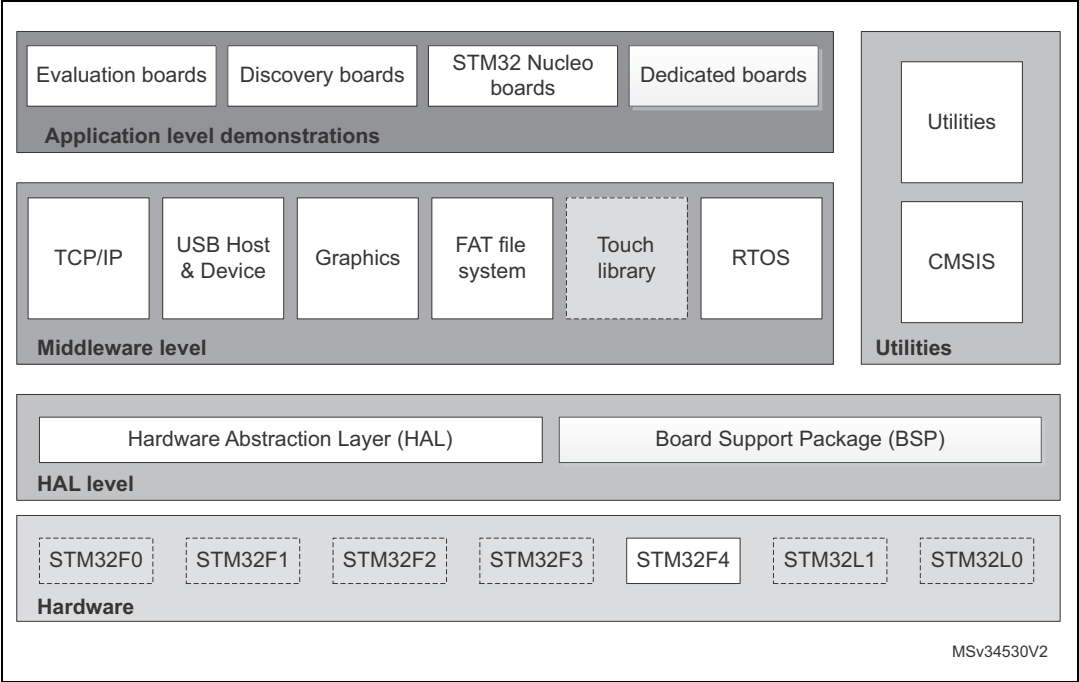 Evaluation boards
Discovery boards
STM32 Nucleo
boards
Dedicated boards
Application level demonstrations
TCP/IP
USB Host
& Device
Graphics
FAT file
system
Touch
library
RTOS
Middleware level
Utilities
CMSIS
Utilities
Hardware Abstraction Layer (HAL)
Board Support Package (BSP)
HAL level
STM32F0
STM32F1
STM32F2
STM32F3
STM32F4
STM32L1
STM32L0
Hardware
MSv34530V2